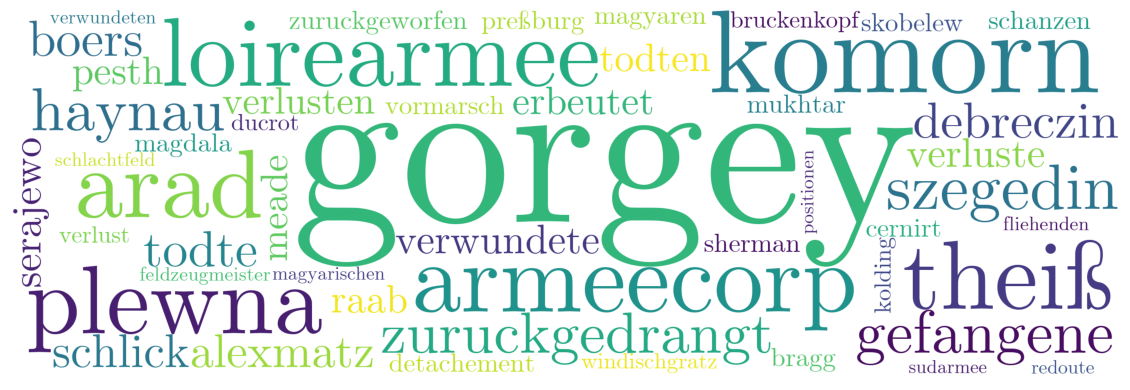 verwundeten
zuruckgeworfen
preßburg
magyaren
bruckenkopf
skobelew
schanzen
boers
loirearmee
todten
komorn
pesth
haynau
verlusten
vormarsch
erbeutet
mukhtar
debreczin
ducrot
magdala
gorgey
verluste
schlachtfeld
serajewo
arad
meade
positionen
szegedin
verlust
todte
verwundete
sherman
cernirt
fliehenden
feldzeugmeister
magyarischen
plewna
raab
armeecorp
kolding
theiß
zuruckgedrangt
gefangene
schlick
alexmatz
detachement
windischgratz
bragg
sudarmee
redoute